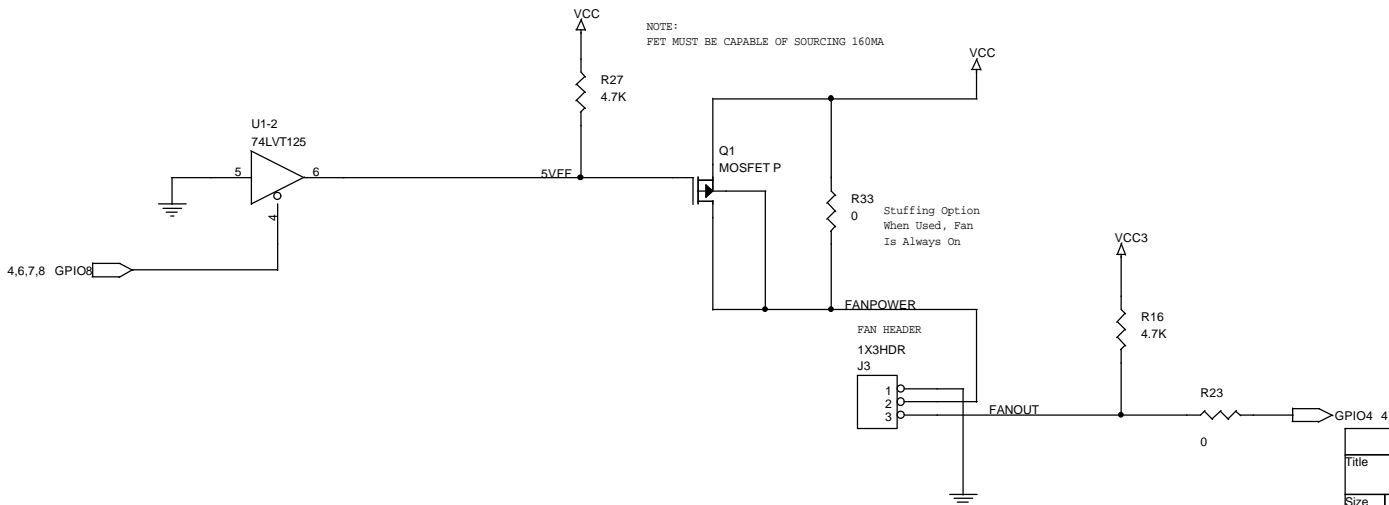 VCC
NOTE:
FET MUST BE CAPABLE OF SOURCING 160MA
VCC
R27
4.7K
U1-2
74LVT125
5
6
4
5VFF
Q1
MOSFET P
R33
0
Stuffing Option
When Used, Fan
Is Always On
4,6,7,8 GPIO8
VCC3
FANPOWER
R16
4.7K
FAN HEADER
1X3HDR
J3
1
2
3
FANOUT
R23
0
GPIO4 4
Title
Size